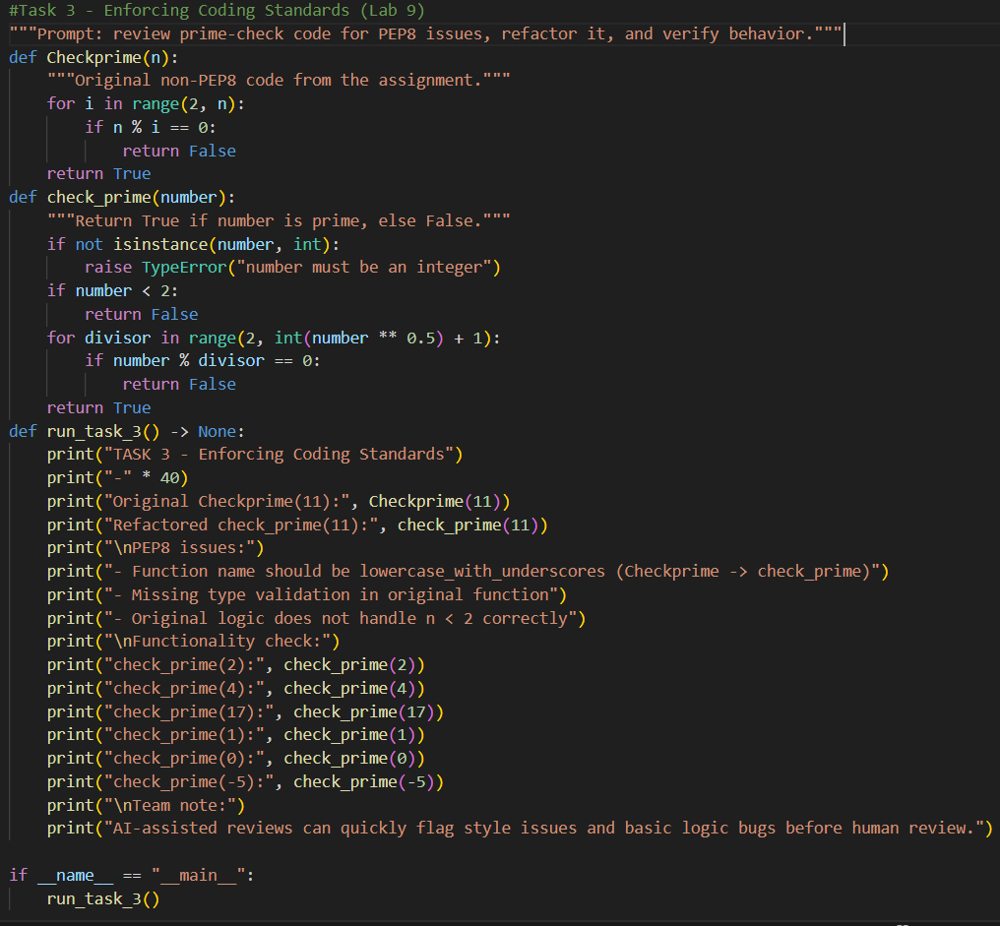 #Task 3 - Enforcing Coding Standards (Lab 9)
"""Prompt: review prime-check code for PEP8 issues, refactor it, and verify behavior."""
def Checkprime(n):
    """Original non-PEP8 code from the assignment."""
    for i in range(2, n):
        if n % i == 0:
            return False
    return True
def check_prime(number):
    """Return True if number is prime, else False."""
    if not isinstance(number, int):
        raise TypeError("number must be an integer")
    if number < 2:
        return False
    for divisor in range(2, int(number ** 0.5) + 1):
        if number % divisor == 0:
            return False
    return True
def run_task_3() -> None:
    print("TASK 3 - Enforcing Coding Standards")
    print("-" * 40)
    print("Original Checkprime(11):", Checkprime(11))
    print("Refactored check_prime(11):", check_prime(11))
    print("\nPEP8 issues:")
    print("- Function name should be lowercase_with_underscores (Checkprime -> check_prime)")
    print("- Missing type validation in original function")
    print("- Original logic does not handle n < 2 correctly")
    print("\nFunctionality check:")
    print("check_prime(2):", check_prime(2))
    print("check_prime(4):", check_prime(4))
    print("check_prime(17):", check_prime(17))
    print("check_prime(1):", check_prime(1))
    print("check_prime(0):", check_prime(0))
    print("check_prime(-5):", check_prime(-5))
    print("\nTeam note:")
    print("AI-assisted reviews can quickly flag style issues and basic logic bugs before human review.")

if __name__ == "__main__":
    run_task_3()